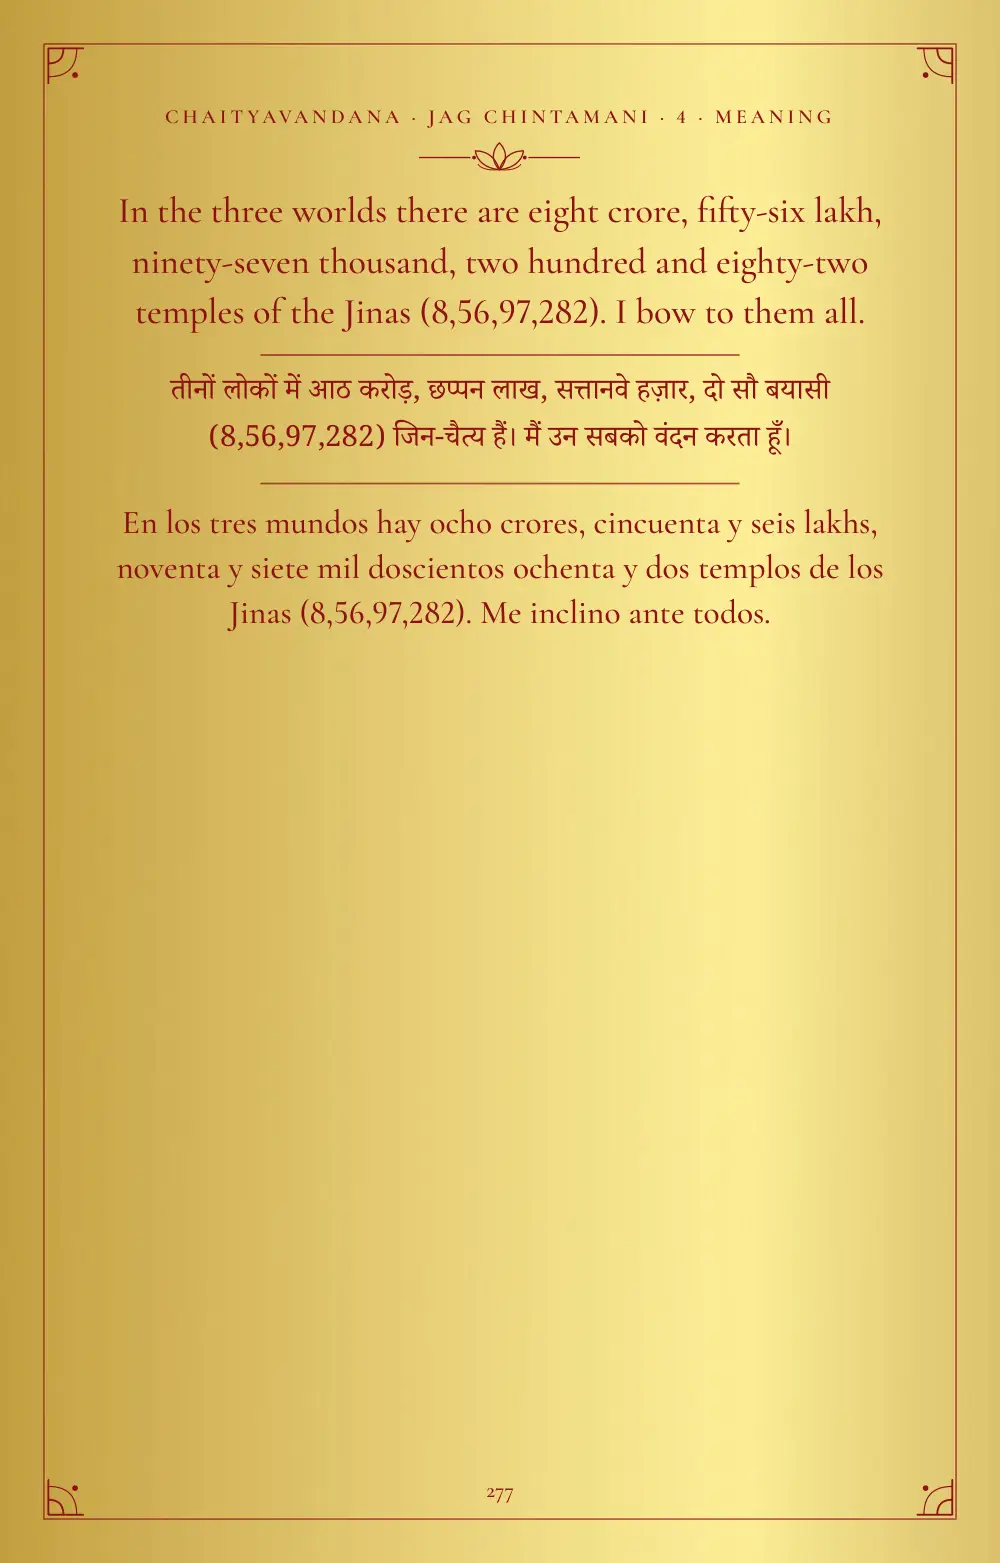 CHAITYAVANDANA · JAG CHINTAMANI · 4 · MEANING
In the three worlds there are eight crore, fifty-six lakh,
ninety-seven thousand, two hundred and eighty-two
temples of the Jinas (8,56,97,282). I bow to them all.
तीनों लोकों में आठ करोड़, छप्पन लाख, सत्तानवे हज़ार, दो सौ बयासी
(8,56,97,282) जिन-चैत्य हैं। मैं उन सबको वंदन करता हूँ।
En los tres mundos hay ocho crores, cincuenta y seis lakhs,
noventa y siete mil doscientos ochenta y dos templos de los
Jinas (8,56,97,282). Me inclino ante todos.
277